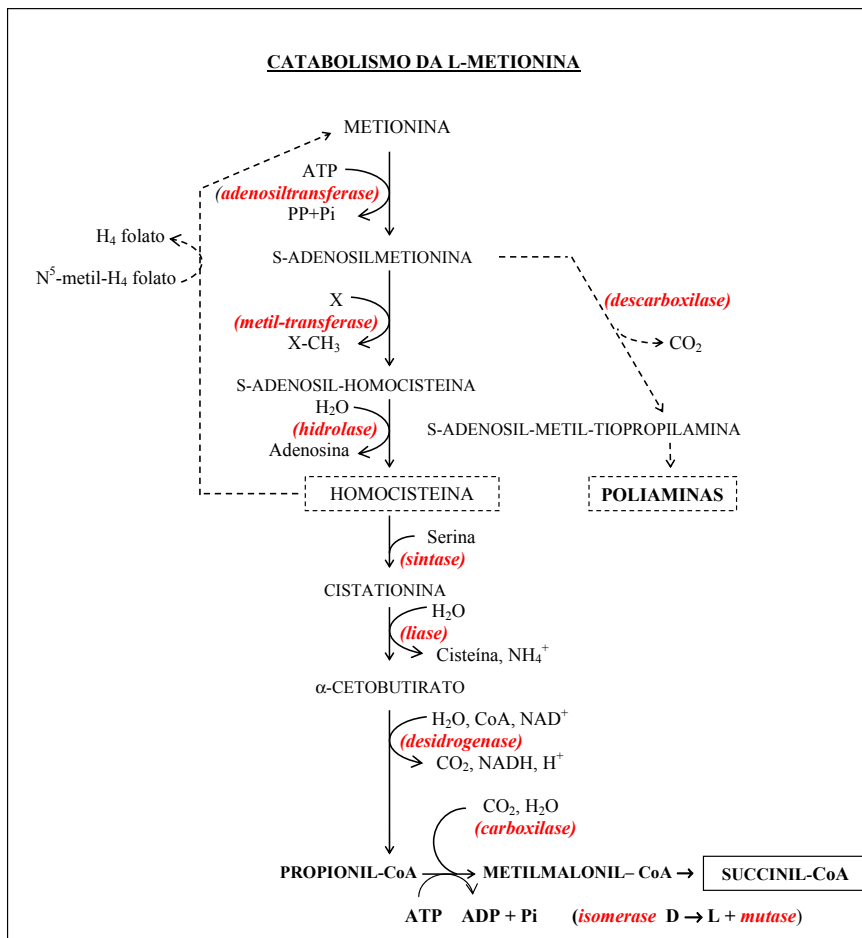 CATABOLISMO DA L-METIONINA
METIONINA
ATP
(adenosiltransferase)
PP+Pi
H₄ folato
N⁵-metil-H₄ folato
S-ADENOSILMETIONINA
X
(metil-transferase)
X-CH₃
(descarboxilase)
CO₂
S-ADENOSIL-HOMOCISTEINA
H₂O
(hidrolase)
Adenosina
S-ADENOSIL-METIL-TIOPROPILAMINA
HOMOCISTEINA
POLIAMINAS
Serina
(sintase)
CISTATIONINA
H₂O
(liase)
Cisteína, NH₄⁺
α-CETOBUTIRATO
H₂O, CoA, NAD⁺
(desidrogenase)
CO₂, NADH, H⁺
CO₂, H₂O
(carboxilase)
PROPIONIL-CoA → METILMALONIL– CoA → SUCCINIL-CoA
ATP ADP + Pi (isomerase D → L + mutase)